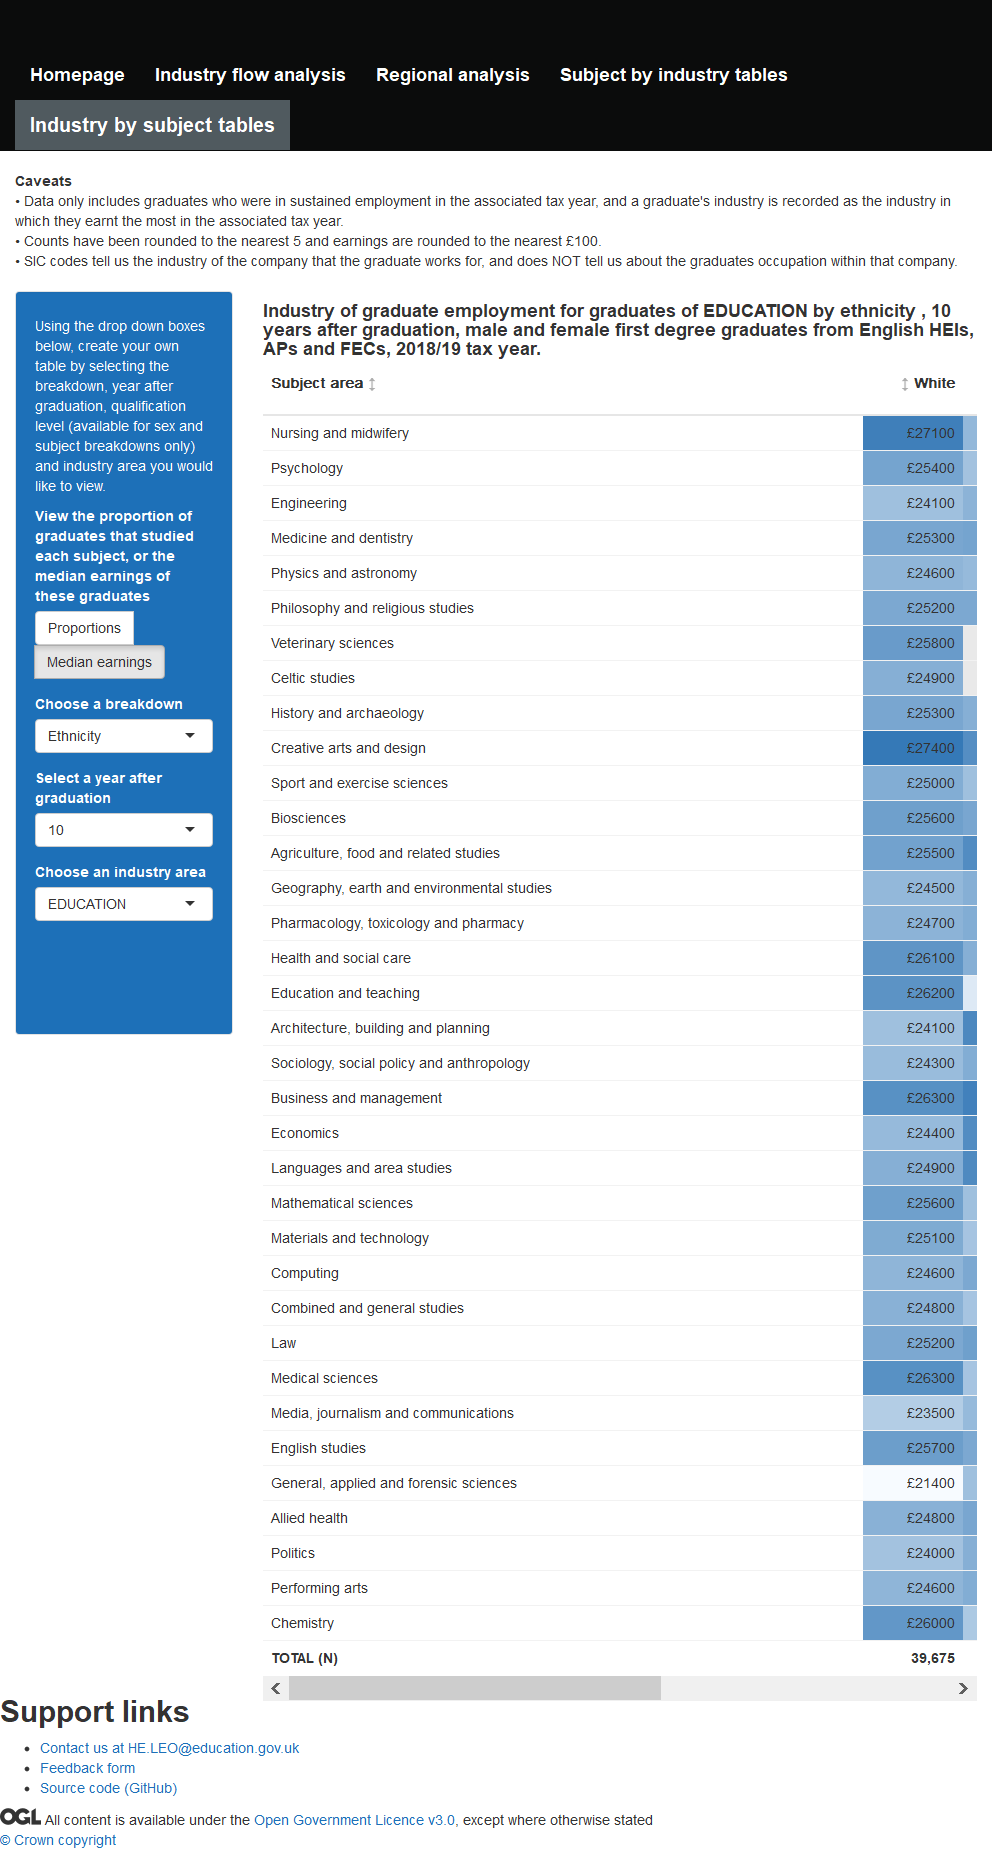 Homepage Industry flow analysis Regional analysis Subject by industry tables
Industry by subject tables
Caveats
• Data only includes graduates who were in sustained employment in the associated tax year, and a graduate's industry is recorded as the industry in
which they earnt the most in the associated tax year.
• Counts have been rounded to the nearest 5 and earnings are rounded to the nearest £100.
• SIC codes tell us the industry of the company that the graduate works for, and does NOT tell us about the graduates occupation within that company.
Using the drop down boxes
below, create your own
table by selecting the
breakdown, year after
graduation, qualification
level (available for sex and
subject breakdowns only)
and industry area you would
like to view.
View the proportion of
graduates that studied
each subject, or the
median earnings of
these graduates
Proportions
Median earnings
Choose a breakdown
Ethnicity
Select a year after
graduation
10
Choose an industry area
EDUCATION
Industry of graduate employment for graduates of EDUCATION by ethnicity , 10
years after graduation, male and female first degree graduates from English HEIs,
APs and FECs, 2018/19 tax year.
Subject area White
Nursing and midwifery £27100
Psychology £25400
Engineering £24100
Medicine and dentistry £25300
Physics and astronomy £24600
Philosophy and religious studies £25200
Veterinary sciences £25800
Celtic studies £24900
History and archaeology £25300
Creative arts and design £27400
Sport and exercise sciences £25000
Biosciences £25600
Agriculture, food and related studies £25500
Geography, earth and environmental studies £24500
Pharmacology, toxicology and pharmacy £24700
Health and social care £26100
Education and teaching £26200
Architecture, building and planning £24100
Sociology, social policy and anthropology £24300
Business and management £26300
Economics £24400
Languages and area studies £24900
Mathematical sciences £25600
Materials and technology £25100
Computing £24600
Combined and general studies £24800
Law £25200
Medical sciences £26300
Media, journalism and communications £23500
English studies £25700
General, applied and forensic sciences £21400
Allied health £24800
Politics £24000
Performing arts £24600
Chemistry £26000
TOTAL (N) 39,675
Support links
• Contact us at HE.LEO@education.gov.uk
• Feedback form
• Source code (GitHub)
OGL All content is available under the Open Government Licence v3.0, except where otherwise stated
© Crown copyright